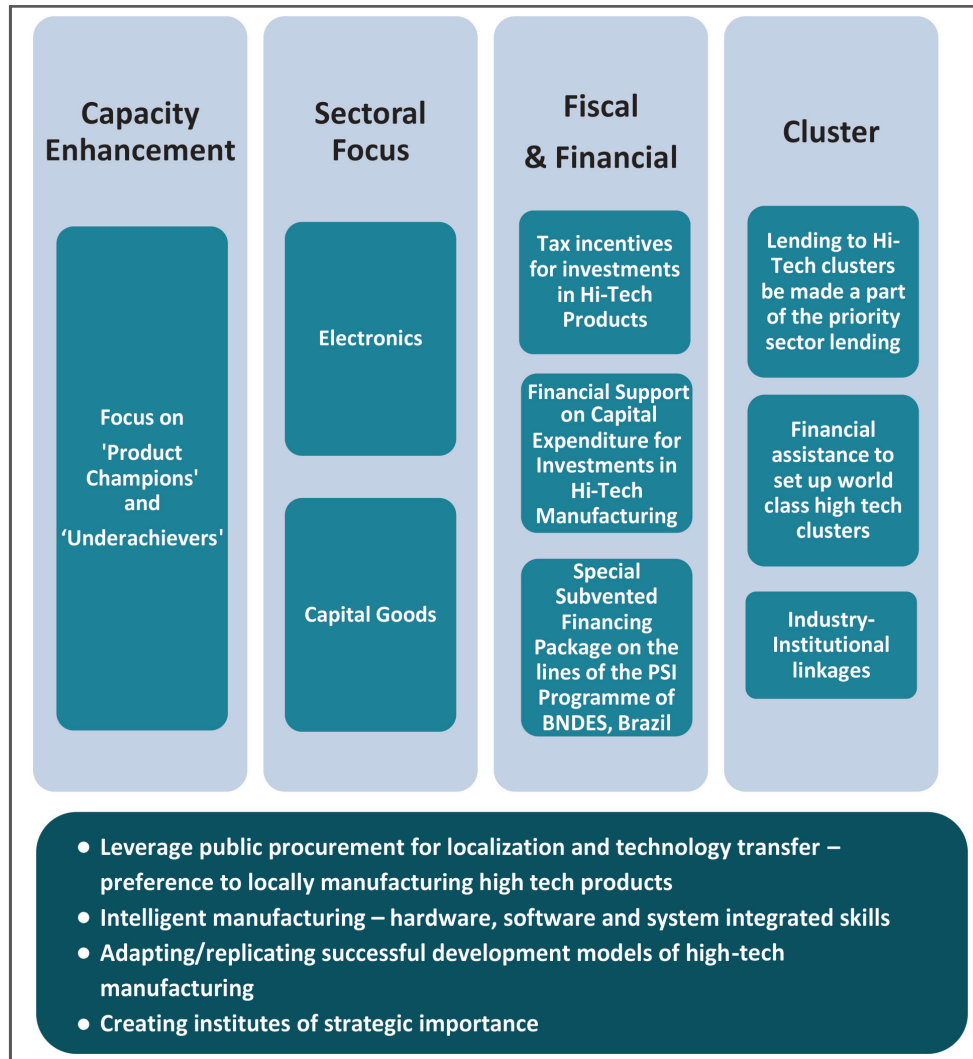 Capacity
Enhancement
Focus on
'Product
Champions'
and
‘Underachievers'
Sectoral
Focus
Electronics
Capital Goods
Fiscal
& Financial
Tax incentives
for investments
in Hi-Tech
Products
Financial Support
on Capital
Expenditure for
Investments in
Hi-Tech
Manufacturing
Special
Subvented
Financing
Package on the
lines of the PSI
Programme of
BNDES, Brazil
Cluster
Lending to Hi-
Tech clusters
be made a part
of the priority
sector lending
Financial
assistance to
set up world
class high tech
clusters
Industry-
Institutional
linkages
● Leverage public procurement for localization and technology transfer –
preference to locally manufacturing high tech products
● Intelligent manufacturing – hardware, software and system integrated skills
● Adapting/replicating successful development models of high-tech
manufacturing
● Creating institutes of strategic importance